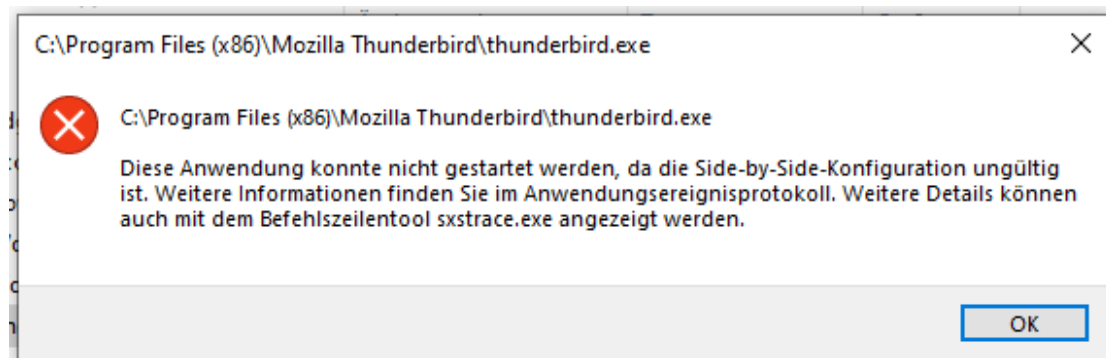 C:\Program Files (x86)\Mozilla Thunderbird\thunderbird.exe
C:\Program Files (x86)\Mozilla Thunderbird\thunderbird.exe
Diese Anwendung konnte nicht gestartet werden, da die Side-by-Side-Konfiguration ungültig
ist. Weitere Informationen finden Sie im Anwendungsereignisprotokoll. Weitere Details können
auch mit dem Befehlszeilentool sxstrace.exe angezeigt werden.
OK